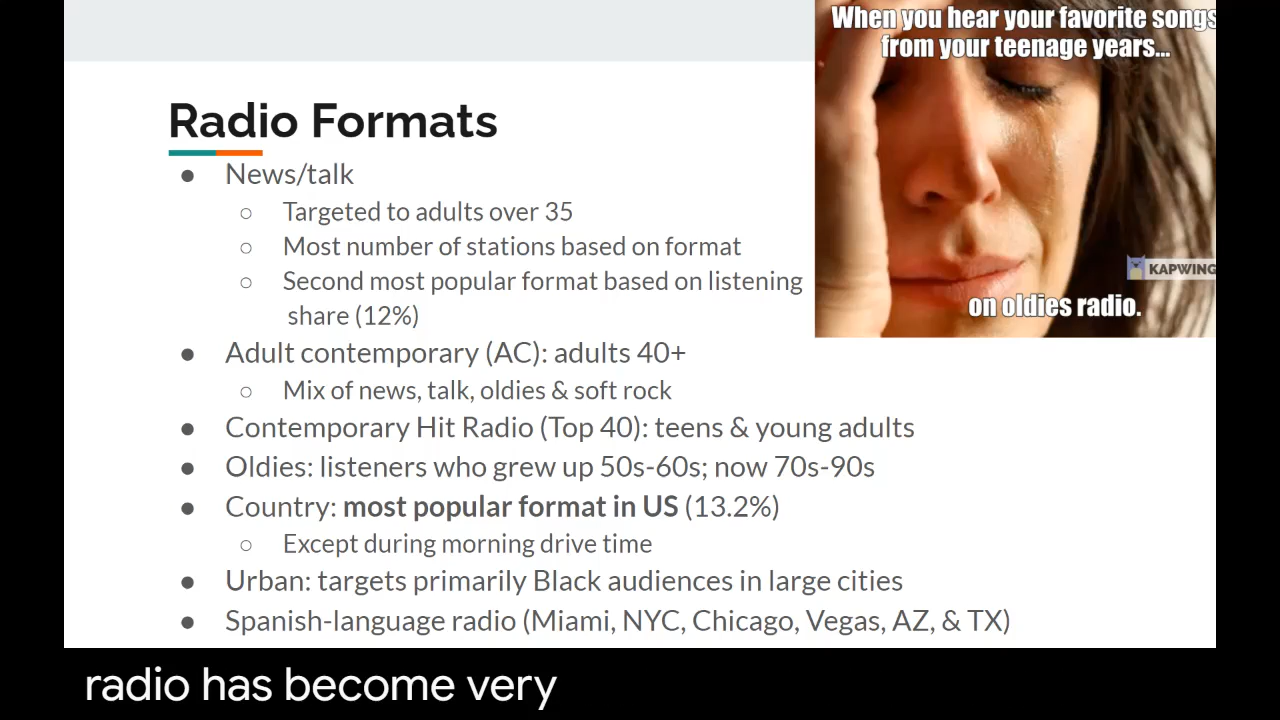 When you hear your favorite songs
from your teenage years...
KAPWING
on oldies radio.
Radio Formats
● News/talk
○ Targeted to adults over 35
○ Most number of stations based on format
○ Second most popular format based on listening
share (12%)
● Adult contemporary (AC): adults 40+
○ Mix of news, talk, oldies & soft rock
● Contemporary Hit Radio (Top 40): teens & young adults
● Oldies: listeners who grew up 50s-60s; now 70s-90s
● Country: most popular format in US (13.2%)
○ Except during morning drive time
● Urban: targets primarily Black audiences in large cities
● Spanish-language radio (Miami, NYC, Chicago, Vegas, AZ, & TX)
radio has become very